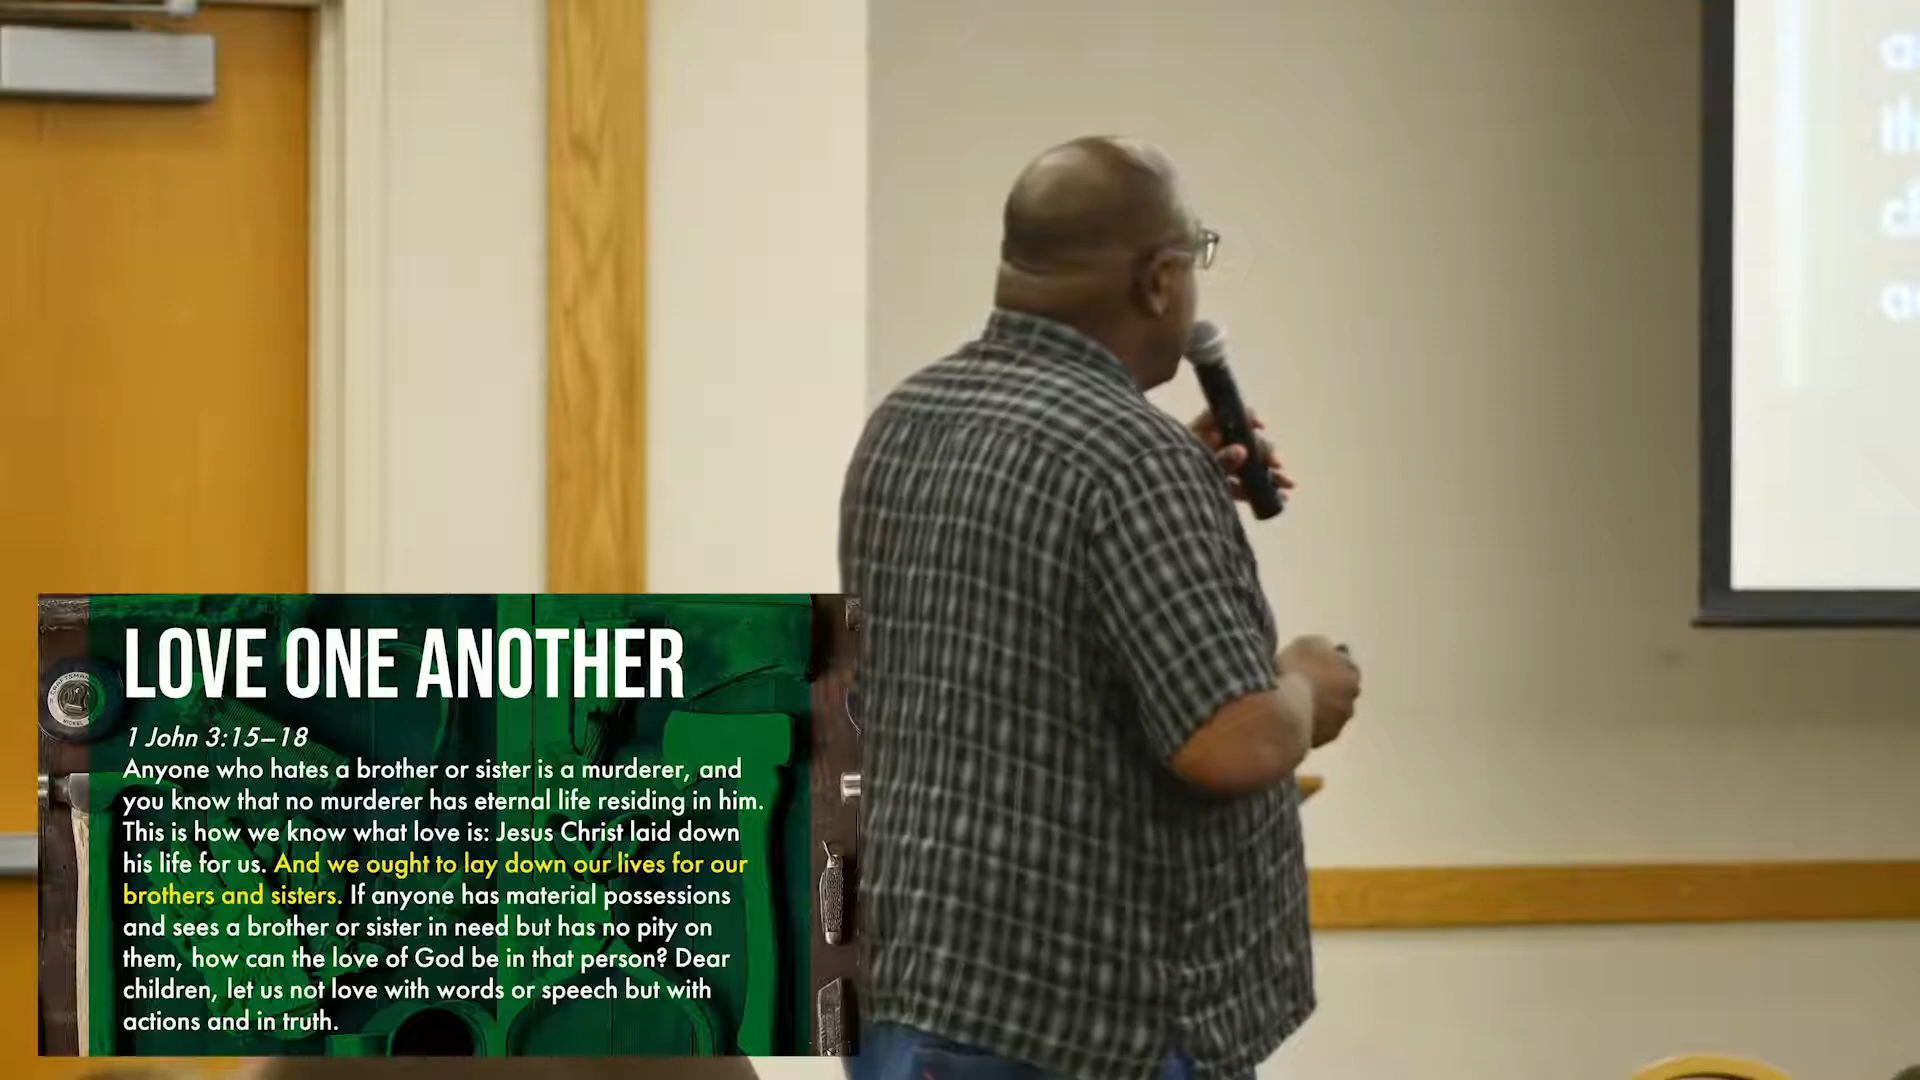 LOVE ONE ANOTHER
1 John 3:15–18
Anyone who hates a brother or sister is a murderer, and
you know that no murderer has eternal life residing in him.
This is how we know what love is: Jesus Christ laid down
his life for us. And we ought to lay down our lives for our
brothers and sisters. If anyone has material possessions
and sees a brother or sister in need but has no pity on
them, how can the love of God be in that person? Dear
children, let us not love with words or speech but with
actions and in truth.